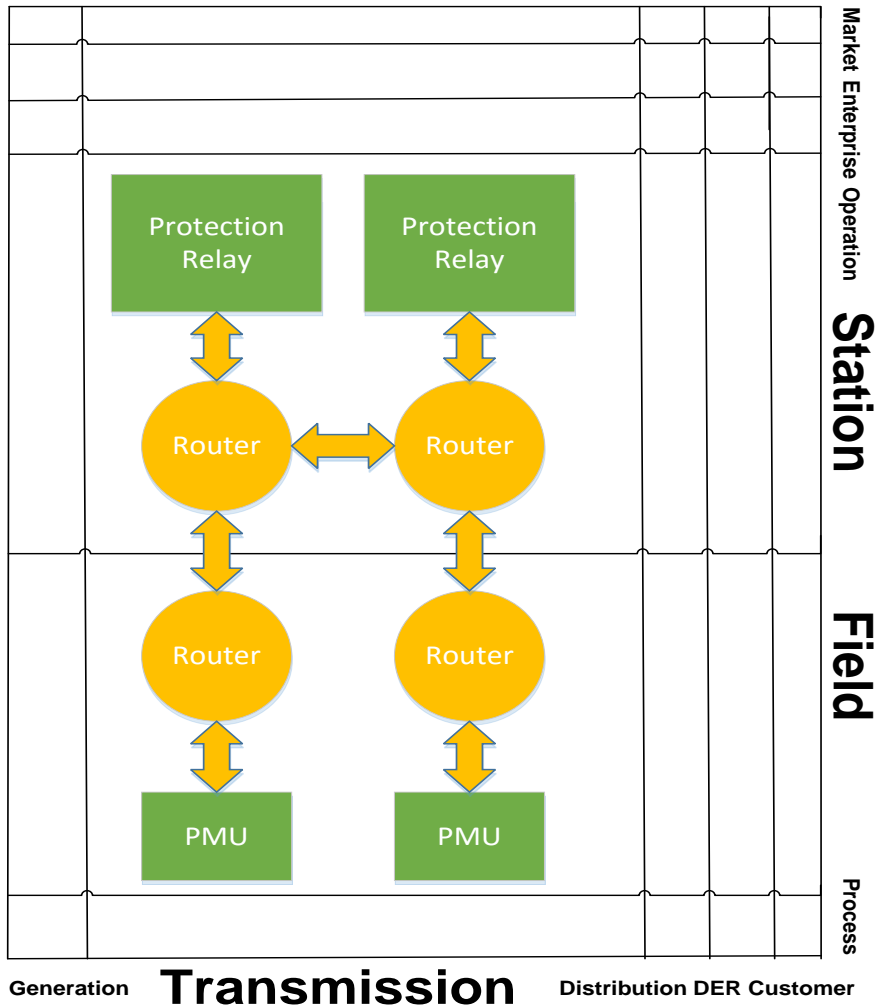 Market Enterprise Operation
Protection
Relay
Protection
Relay
Station
Router
Router
Field
Router
Router
PMU
PMU
Process
Generation
Transmission
Distribution DER Customer